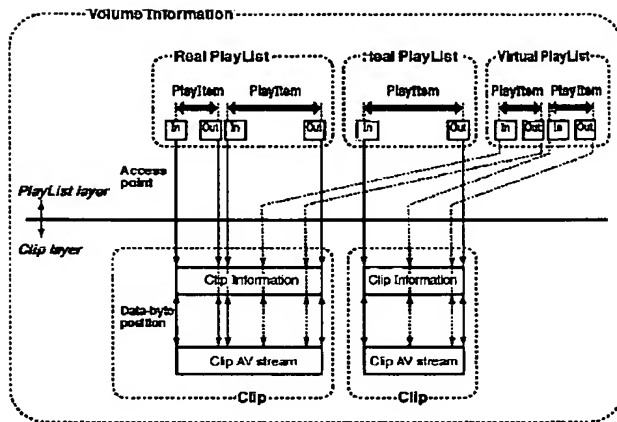 Volume Information
Real PlayList
Real PlayList
Virtual PlayList
PlayItem PlayItem
PlayItem
PlayItem PlayItem
In Out In Out
In Out
In Out In Out
Access
point
PlayList layer
Clip layer
Clip Information
Clip Information
Data-byte
position
Clip AV stream
Clip AV stream
Clip
Clip